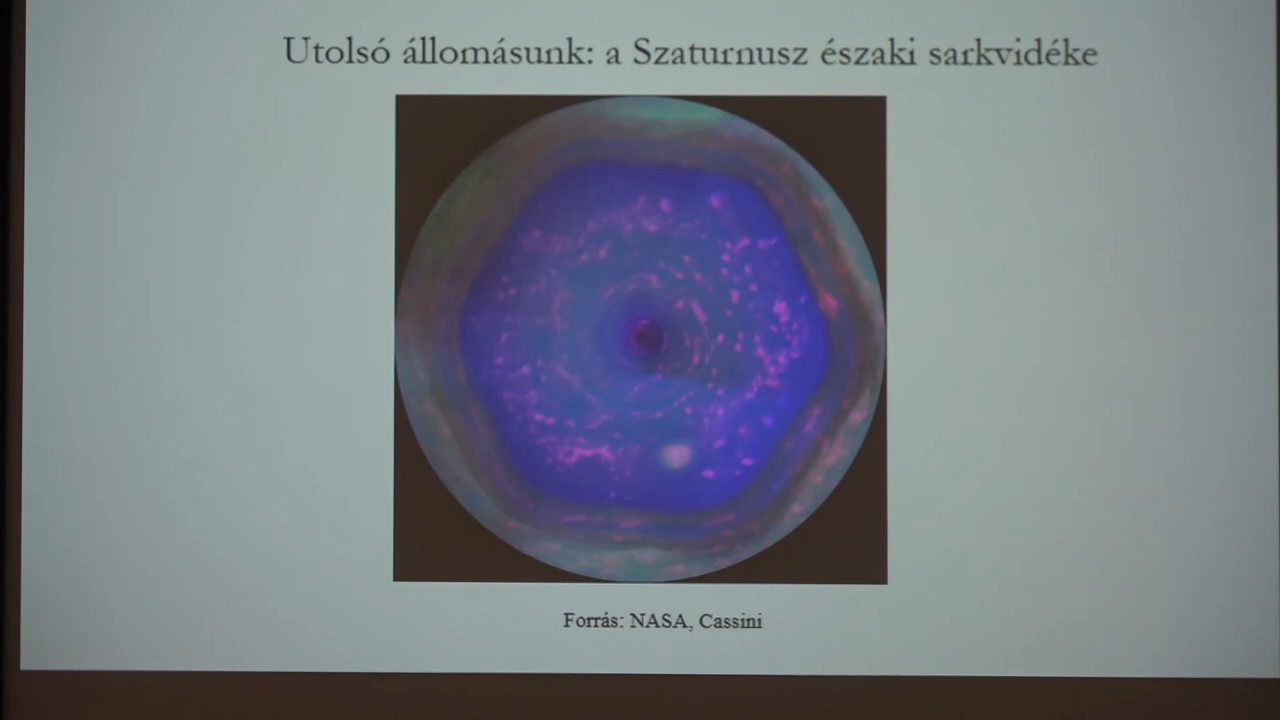 Utolsó állomásunk: a Szaturnusz északi sarkvidéke
Forrás: NASA, Cassini